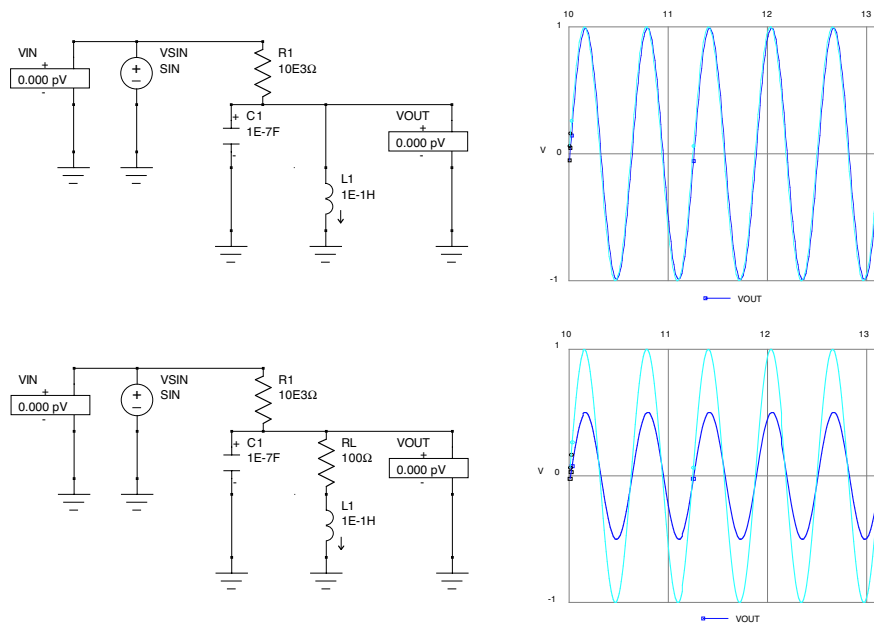 VIN
+
0.000 pV
-
VSIN
SIN
+
−
R1
10E3Ω
+ C1
1E-7F
-
VOUT
+
0.000 pV
-
L1
1E-1H
10 11 12 13
1
V 0
-1
VOUT
VIN
+
0.000 pV
-
VSIN
SIN
+
−
R1
10E3Ω
+ C1
1E-7F
-
RL
100Ω
VOUT
+
0.000 pV
-
L1
1E-1H
10 11 12 13
1
V 0
-1
VOUT